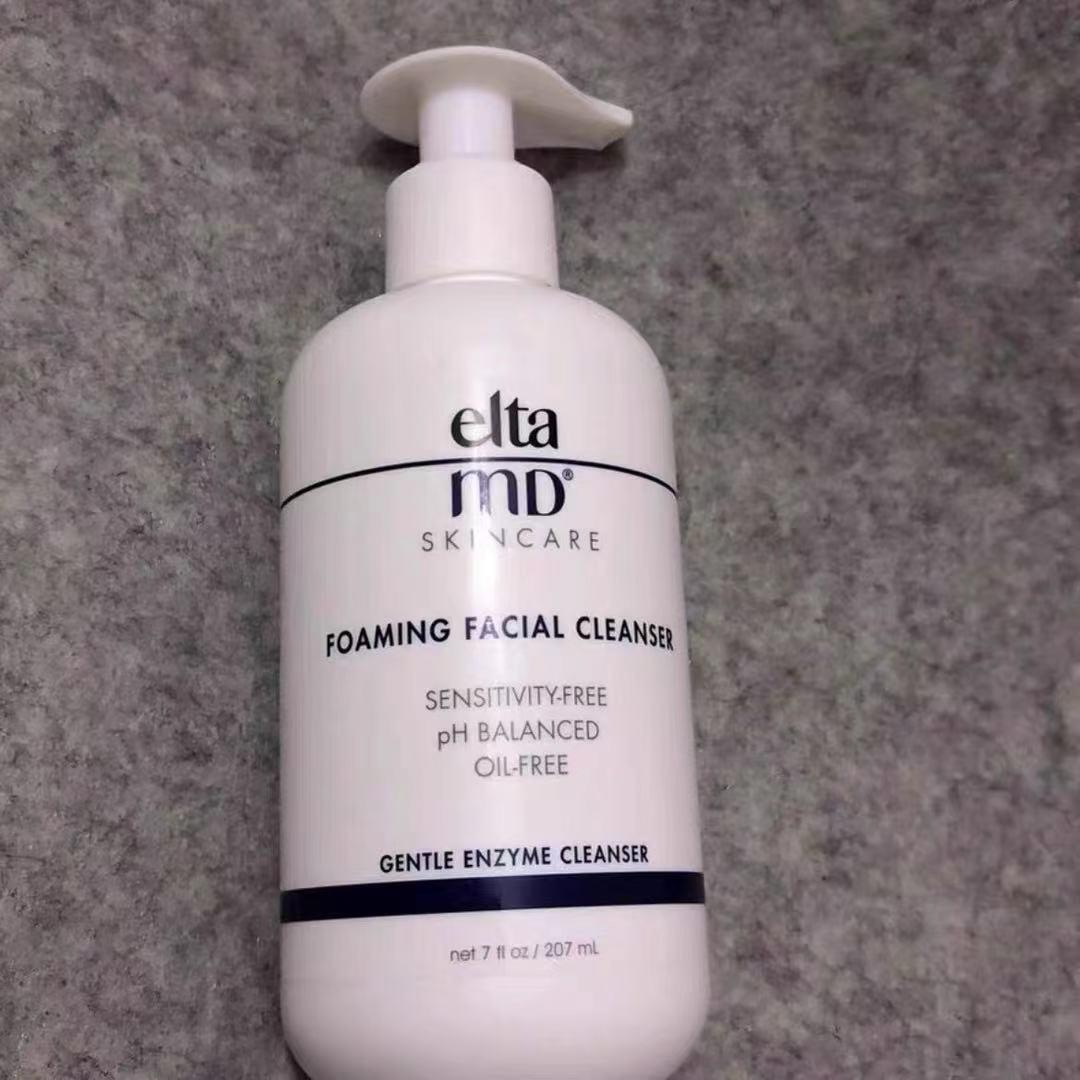 elta
mD®
SKINCARE
FOAMING FACIAL CLEANSER
SENSITIVITY-FREE
pH BALANCED
OIL-FREE
GENTLE ENZYME CLEANSER
net 7 fl oz / 207 mL